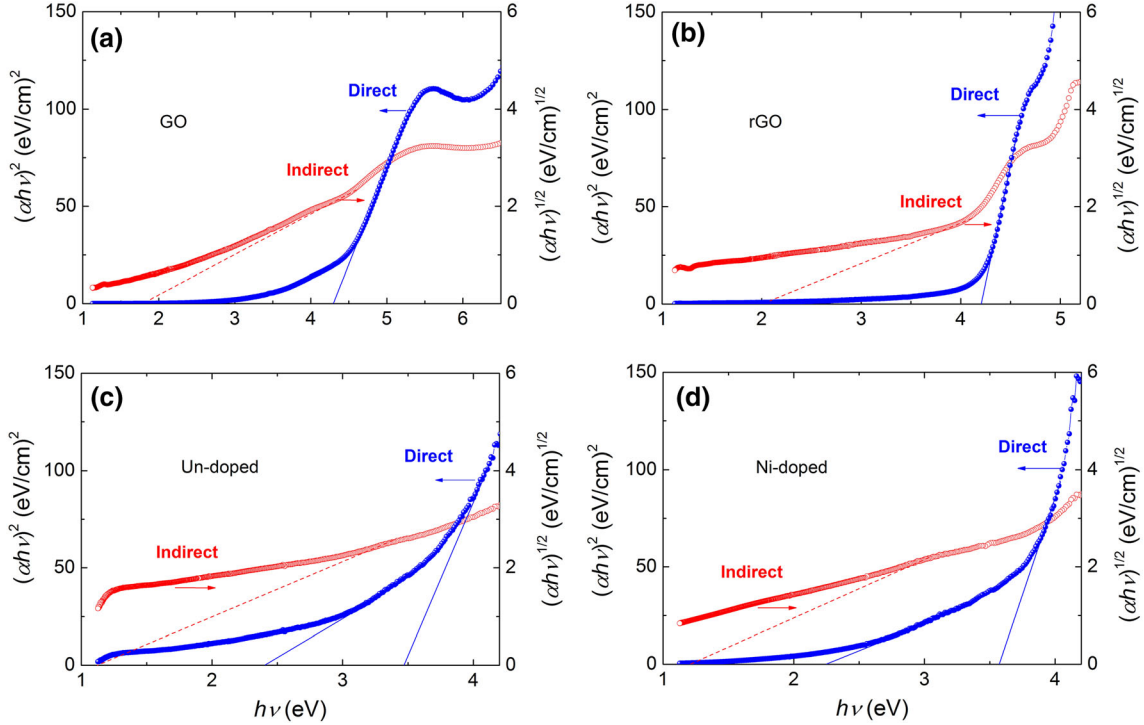 (a)
(αhν)² (eV/cm)²
150
100
50
0
1 2 3 4 5 6
6
4
2
0
(αhν)^1/2 (eV/cm)^1/2
GO
Direct
Indirect
(b)
(αhν)² (eV/cm)²
150
100
50
0
1 2 3 4 5
6
4
2
0
(αhν)^1/2 (eV/cm)^1/2
rGO
Direct
Indirect
(c)
(αhν)² (eV/cm)²
150
100
50
0
1 2 3 4
6
4
2
0
(αhν)^1/2 (eV/cm)^1/2
Un-doped
Direct
Indirect
hν (eV)
(d)
(αhν)² (eV/cm)²
150
100
50
0
1 2 3 4
6
4
2
0
(αhν)^1/2 (eV/cm)^1/2
Ni-doped
Direct
Indirect
hν (eV)